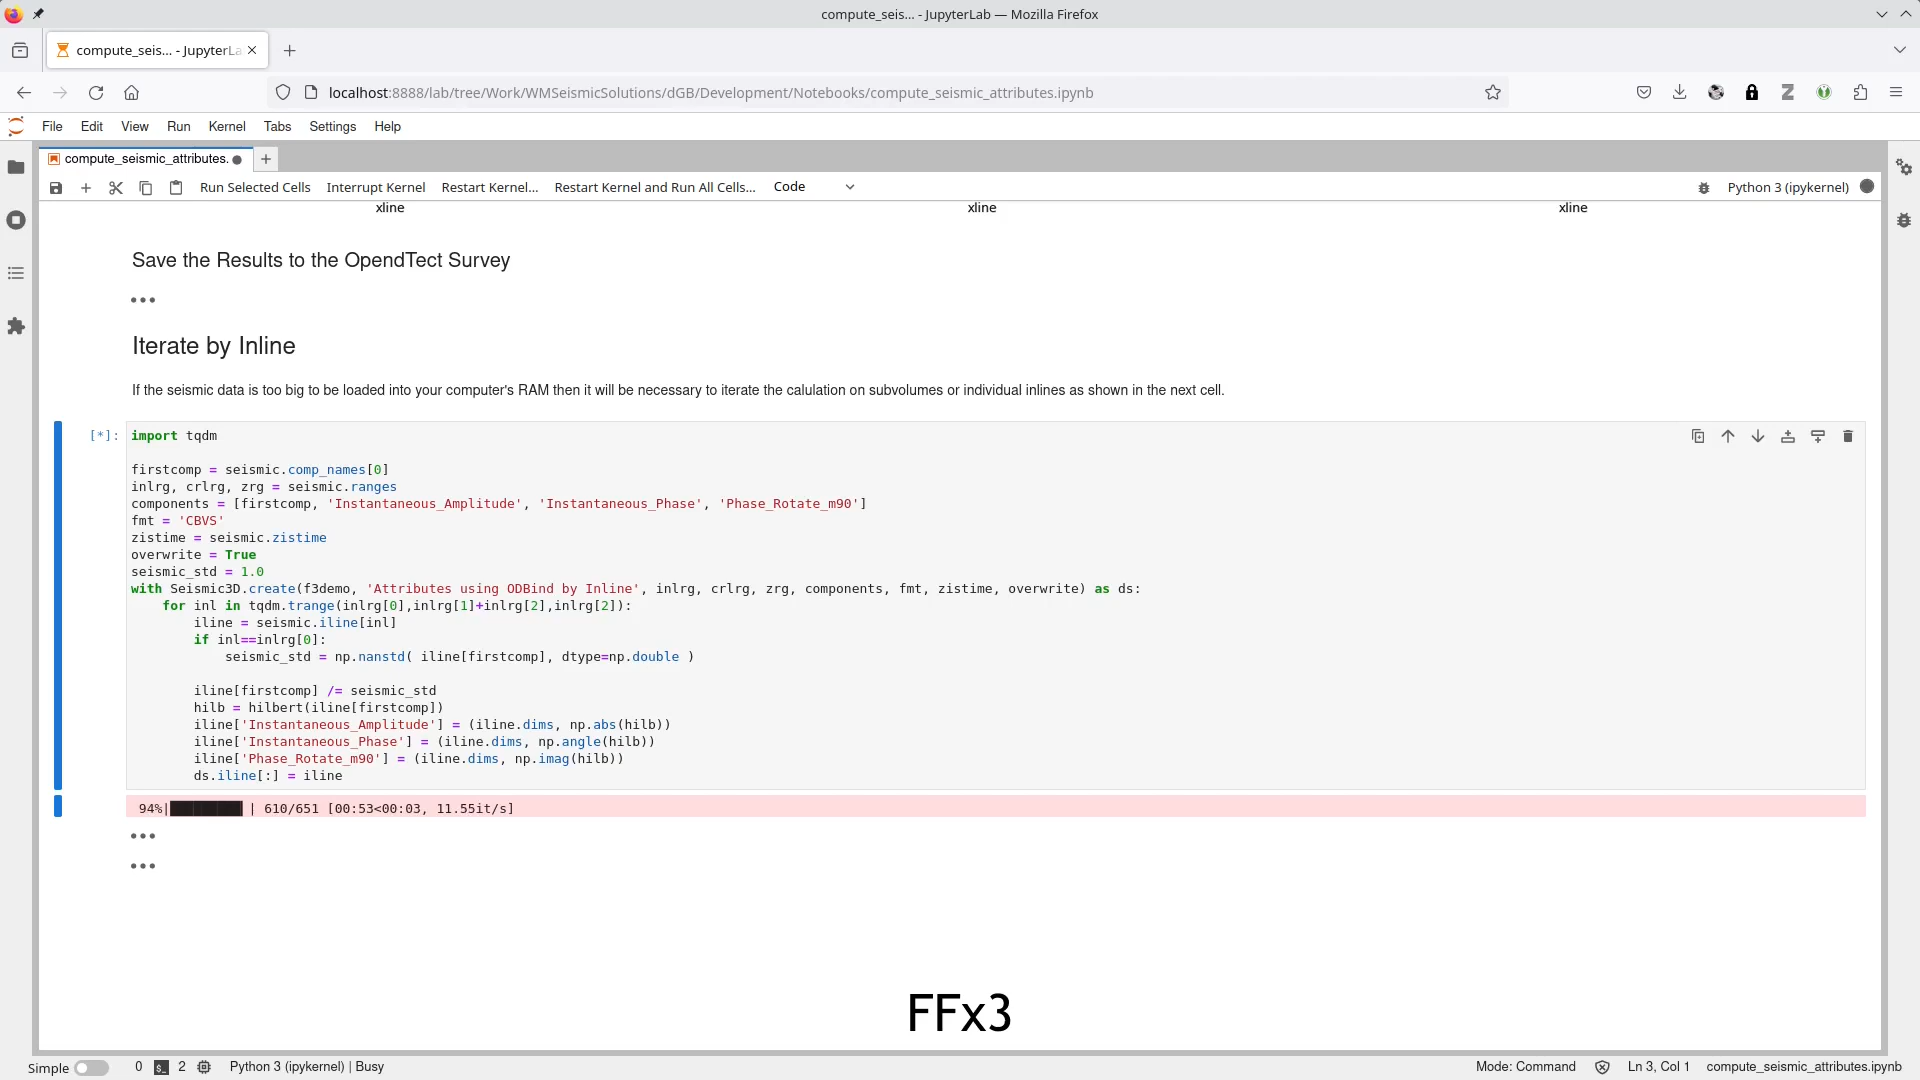 compute_seis... - JupyterLab — Mozilla Firefox
compute_seis... - JupyterLa
localhost:8888/lab/tree/Work/WMSeismicSolutions/dGB/Development/Notebooks/compute_seismic_attributes.ipynb
File Edit View Run Kernel Tabs Settings Help
compute_seismic_attributes.
Run Selected Cells Interrupt Kernel Restart Kernel... Restart Kernel and Run All Cells... Code Python 3 (ipykernel)
xline xline xline
Save the Results to the OpendTect Survey
Iterate by Inline
If the seismic data is too big to be loaded into your computer's RAM then it will be necessary to iterate the calulation on subvolumes or individual inlines as shown in the next cell.
[*]: import tqdm
firstcomp = seismic.comp_names[0]
inlrg, crlrg, zrg = seismic.ranges
components = [firstcomp, 'Instantaneous_Amplitude', 'Instantaneous_Phase', 'Phase_Rotate_m90']
fmt = 'CBVS'
zistime = seismic.zistime
overwrite = True
seismic_std = 1.0
with Seismic3D.create(f3demo, 'Attributes using ODBind by Inline', inlrg, crlrg, zrg, components, fmt, zistime, overwrite) as ds:
    for inl in tqdm.trange(inlrg[0],inlrg[1]+inlrg[2],inlrg[2]):
        iline = seismic.iline[inl]
        if inl==inlrg[0]:
            seismic_std = np.nanstd( iline[firstcomp], dtype=np.double )
        iline[firstcomp] /= seismic_std
        hilb = hilbert(iline[firstcomp])
        iline['Instantaneous_Amplitude'] = (iline.dims, np.abs(hilb))
        iline['Instantaneous_Phase'] = (iline.dims, np.angle(hilb))
        iline['Phase_Rotate_m90'] = (iline.dims, np.imag(hilb))
        ds.iline[:] = iline
94%|█████████ | 610/651 [00:53<00:03, 11.55it/s]
FFx3
Simple 0 $_ 2 Python 3 (ipykernel) | Busy Mode: Command Ln 3, Col 1 compute_seismic_attributes.ipynb